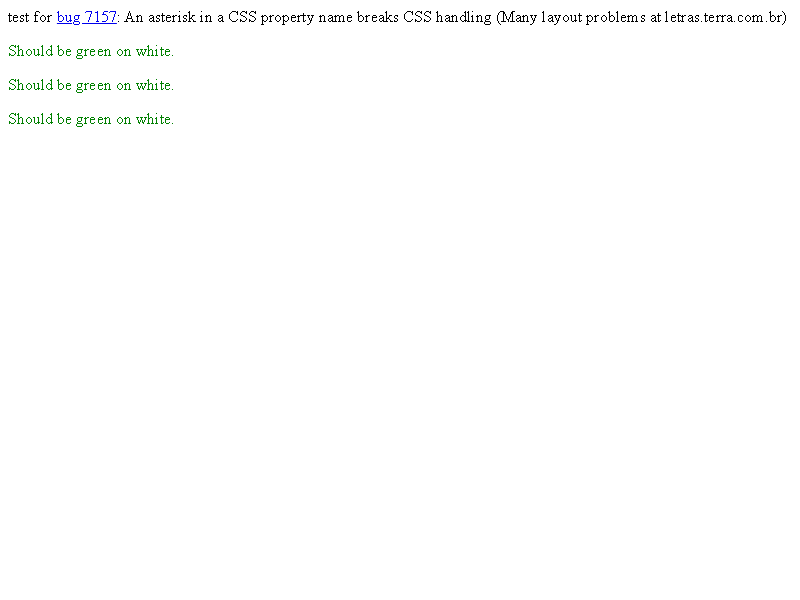 test for bug 7157: An asterisk in a CSS property name breaks CSS handling (Many layout problems at letras.terra.com.br)
Should be green on white.
Should be green on white.
Should be green on white.